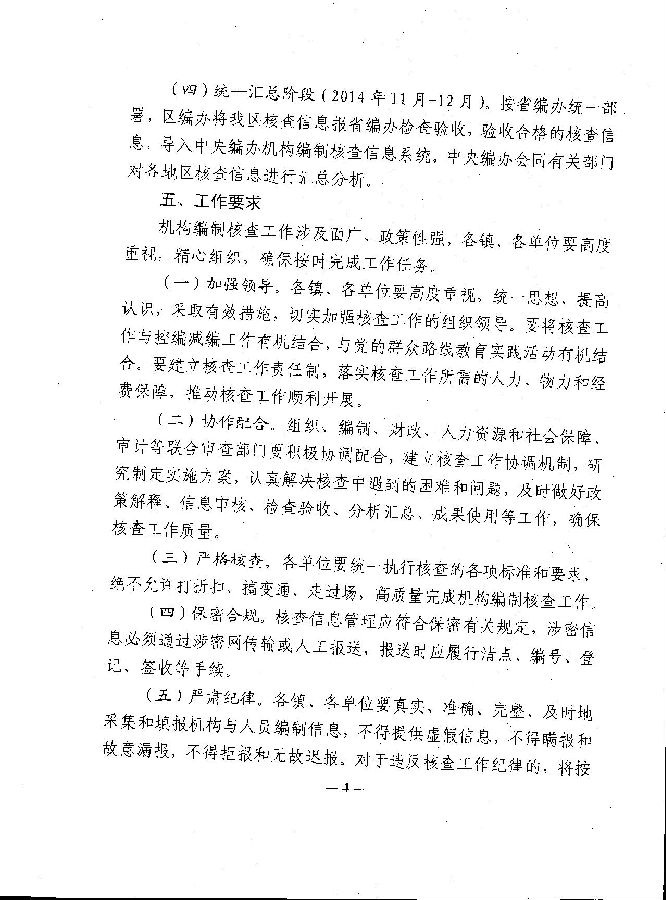 （四）统一汇总阶段（2014年11月-12月）。按省编办统一部
署，区编办将我区核查信息报省编办检查验收，验收合格的核查信
息，导入中央编办机构编制核查信息系统。中央编办会同有关部门
对各地区核查信息进行汇总分析。
五、工作要求
机构编制核查工作涉及面广、政策性强，各镇、各单位要高度
重视，精心组织，确保按时完成工作任务。
（一）加强领导。各镇、各单位要高度重视，统一思想、提高
认识，采取有效措施，切实加强核查工作的组织领导。要将核查工
作与控编减编工作有机结合，与党的群众路线教育实践活动有机结
合。要建立核查工作责任制，落实核查工作所需的人力、物力和经
费保障，推动核查工作顺利开展。
（二）协作配合。组织、编制、财政、人力资源和社会保障、
审计等联合审查部门要积极协调配合，建立核查工作协调机制，研
究制定实施方案，认真解决核查中遇到的困难和问题，及时做好政
策解释、信息审核、检查验收、分析汇总、成果使用等工作，确保
核查工作质量。
（三）严格核查。各单位要统一执行核查的各项标准和要求，
绝不允许打折扣、搞变通、走过场，高质量完成机构编制核查工作。
（四）保密合规。核查信息管理应符合保密有关规定，涉密信
息必须通过涉密网传输或人工报送，报送时应履行清点、编号、登
记、签收等手续。
（五）严肃纪律。各镇、各单位要真实、准确、完整、及时地
采集和填报机构与人员编制信息，不得提供虚假信息，不得瞒报和
故意漏报，不得拒报和无故迟报。对于违反核查工作纪律的，将按
—4—